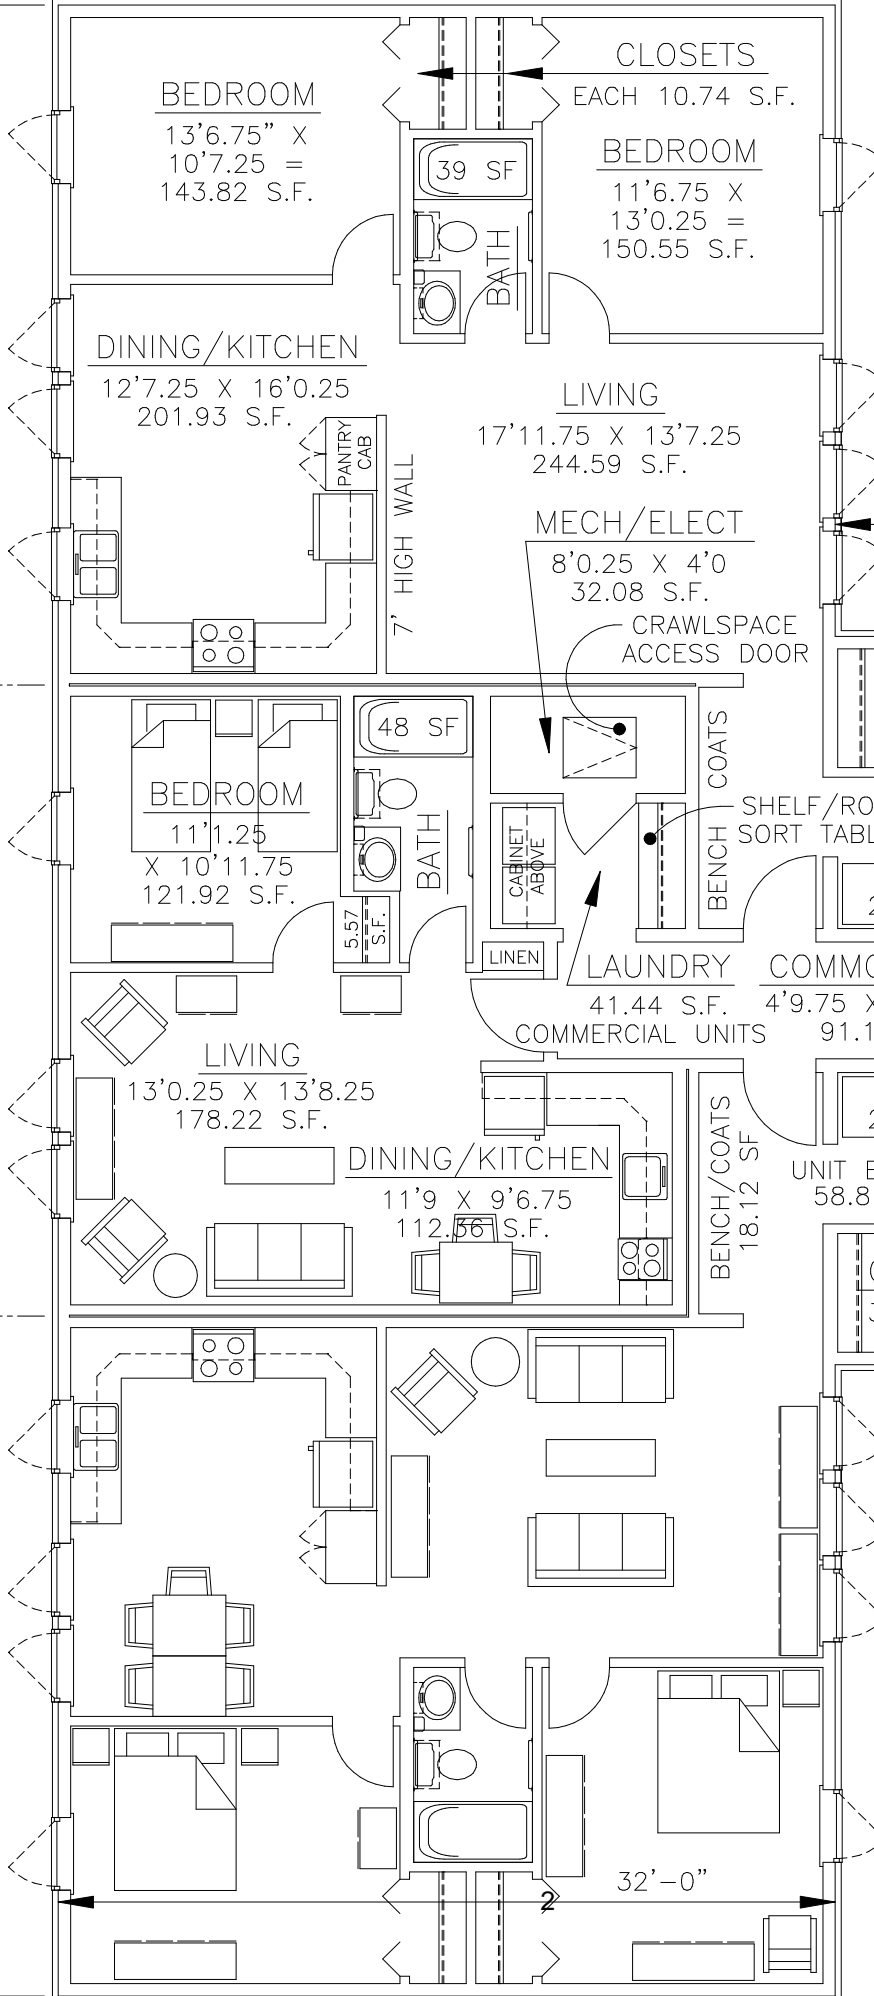 CLOSETS
EACH 10.74 S.F.
BEDROOM
13'6.75" X
10'7.25 =
143.82 S.F.
39 SF
BEDROOM
11'6.75 X
13'0.25 =
150.55 S.F.
BATH
DINING/KITCHEN
12'7.25 X 16'0.25
201.93 S.F.
LIVING
17'11.75 X 13'7.25
244.59 S.F.
PANTRY
CAB
7' HIGH WALL
MECH/ELECT
8'0.25 X 4'0
32.08 S.F.
CRAWLSPACE
ACCESS DOOR
48 SF
BEDROOM
11'1.25
X 10'11.75
121.92 S.F.
BATH
CABINET
ABOVE
BENCH COATS
SHELF/RO
SORT TABL
5.57
S.F.
LINEN
LAUNDRY
41.44 S.F.
COMMERCIAL UNITS
COMMO
4'9.75 X
91.1
2
LIVING
13'0.25 X 13'8.25
178.22 S.F.
DINING/KITCHEN
11'9 X 9'6.75
112.36 S.F.
BENCH/COATS
18.12 SF
2
UNIT E
58.8
32'-0"
2